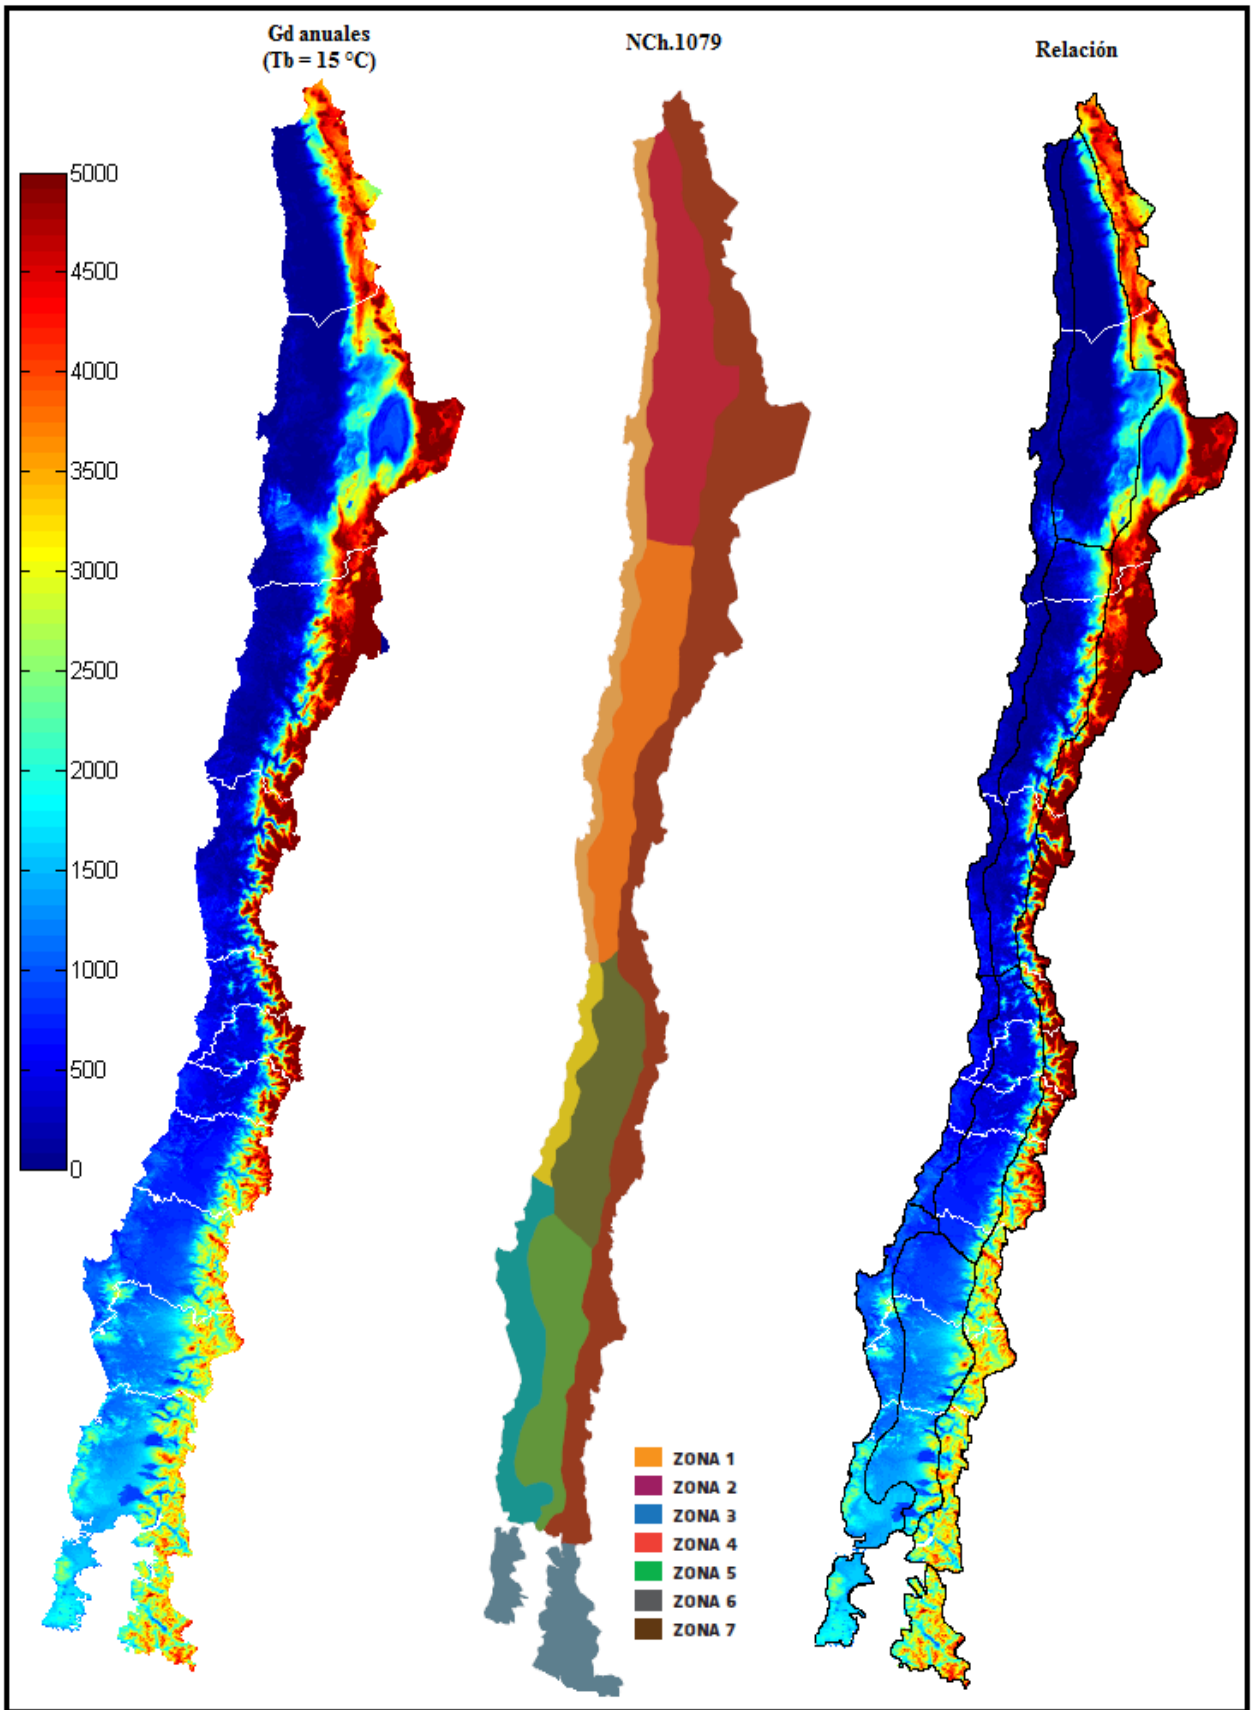 Gd anuales
(Tb = 15 °C)
NCh.1079
Relación
5000
4500
4000
3500
3000
2500
2000
1500
1000
500
0
ZONA 1
ZONA 2
ZONA 3
ZONA 4
ZONA 5
ZONA 6
ZONA 7